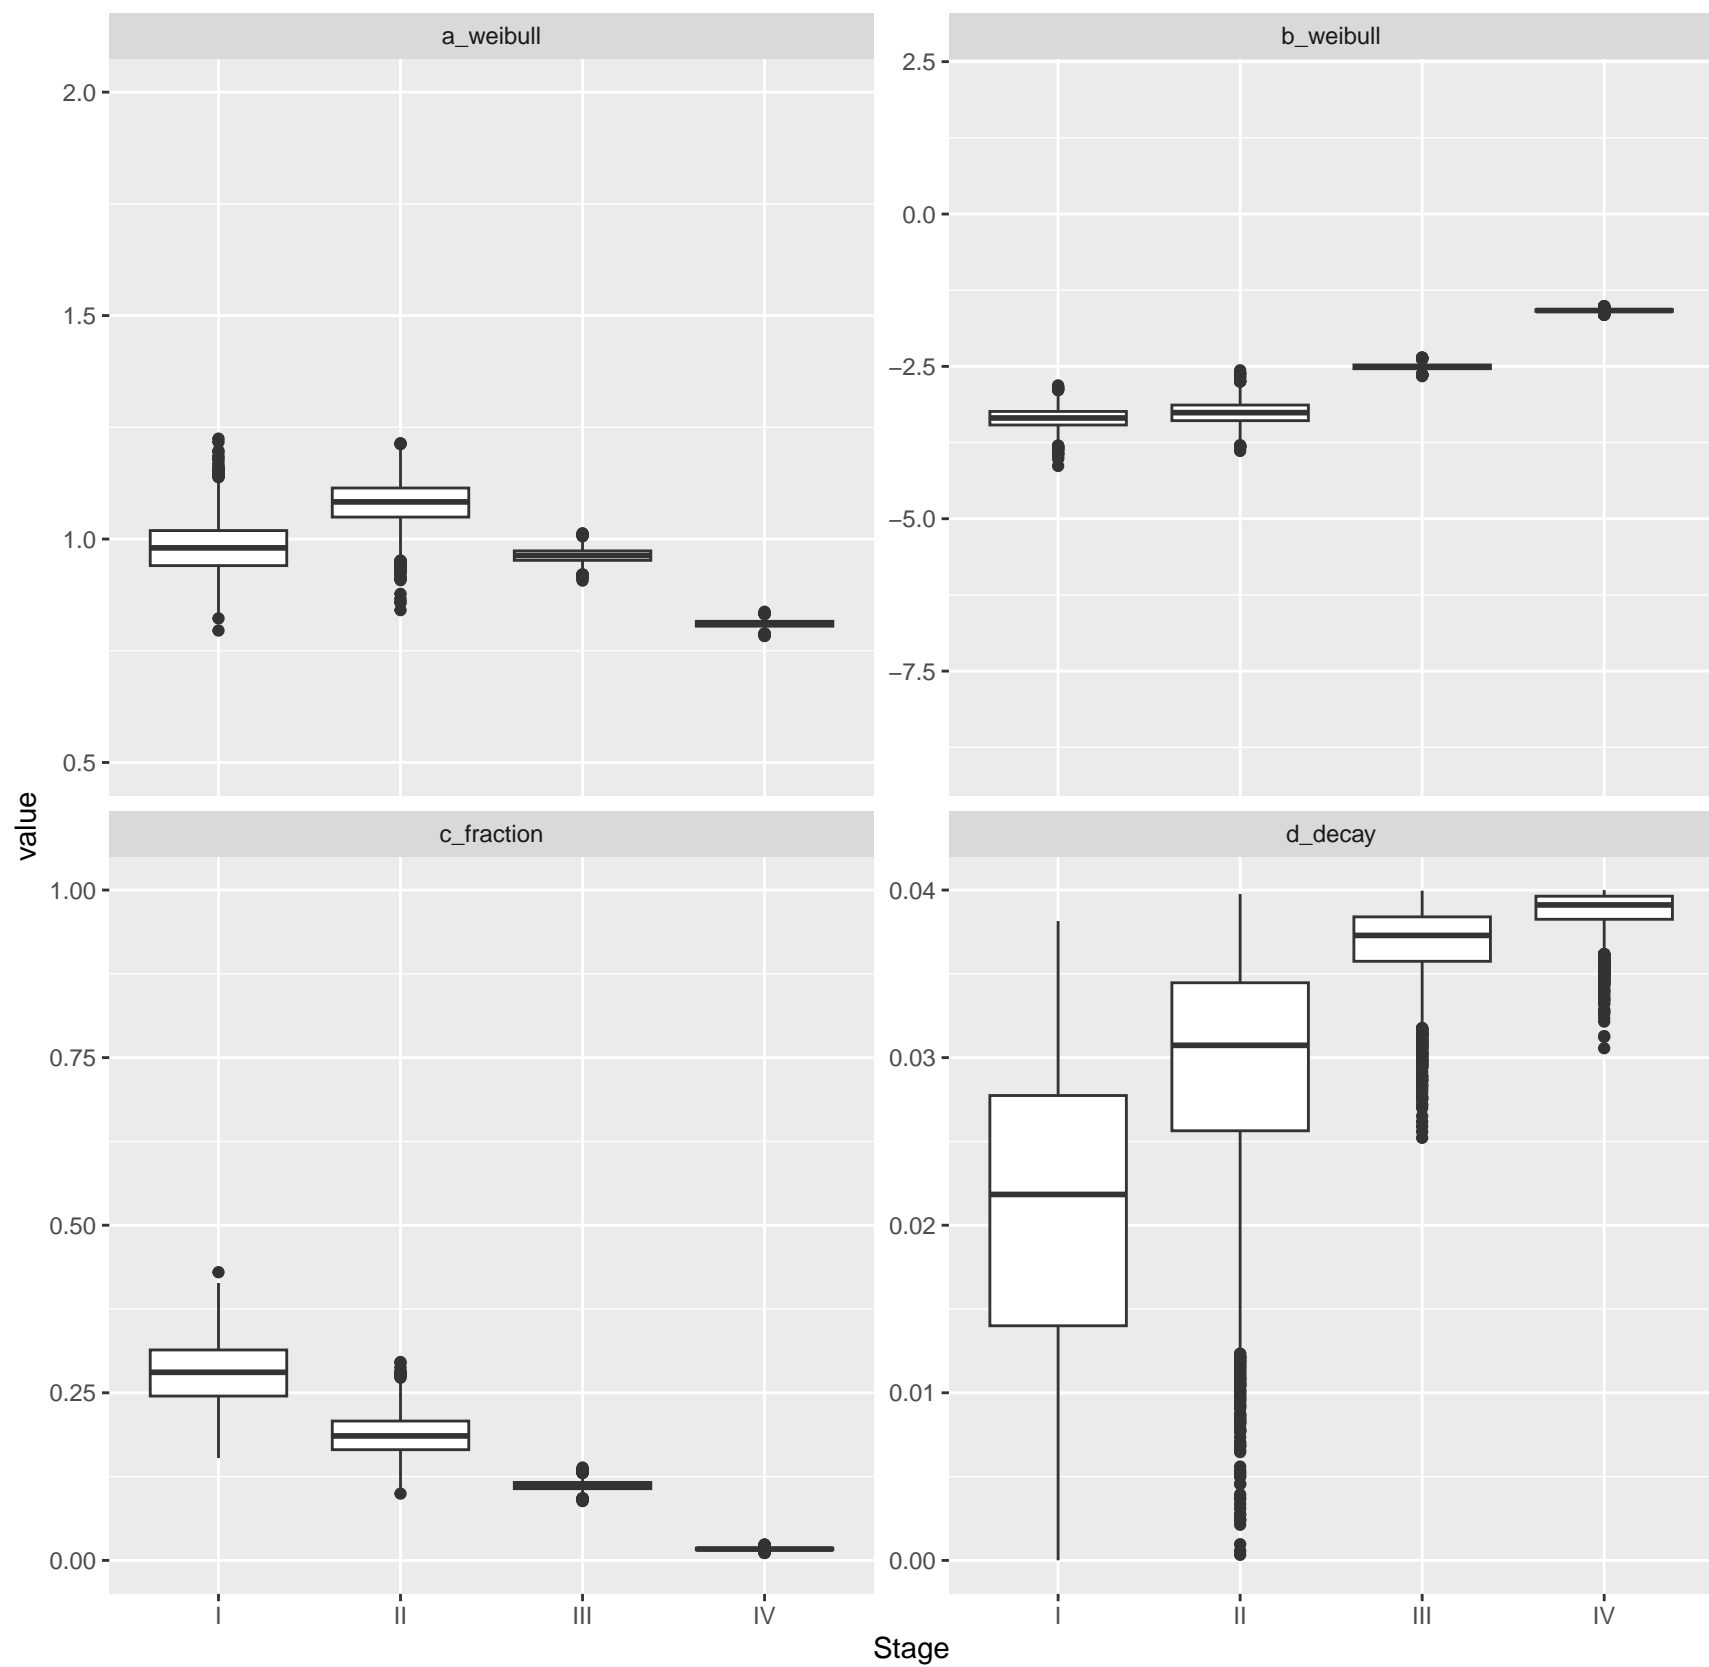 a_weibull
b_weibull
2.0
1.5
1.0
0.5
2.5
0.0
−2.5
−5.0
−7.5
value
c_fraction
d_decay
1.00
0.75
0.50
0.25
0.00
0.04
0.03
0.02
0.01
0.00
I II III IV
I II III IV
Stage